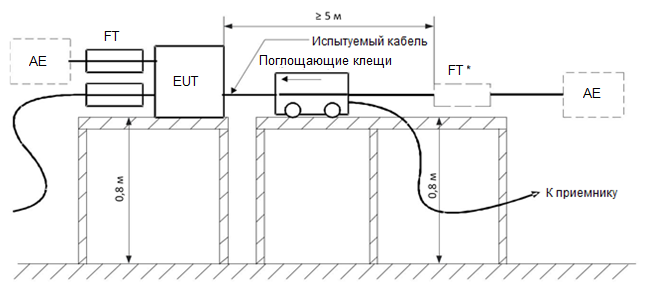 ≥ 5 м
FT
Испытуемый кабель
AE
EUT
Поглощающие клещи
FT *
AE
0,8 м
0,8 м
К приемнику